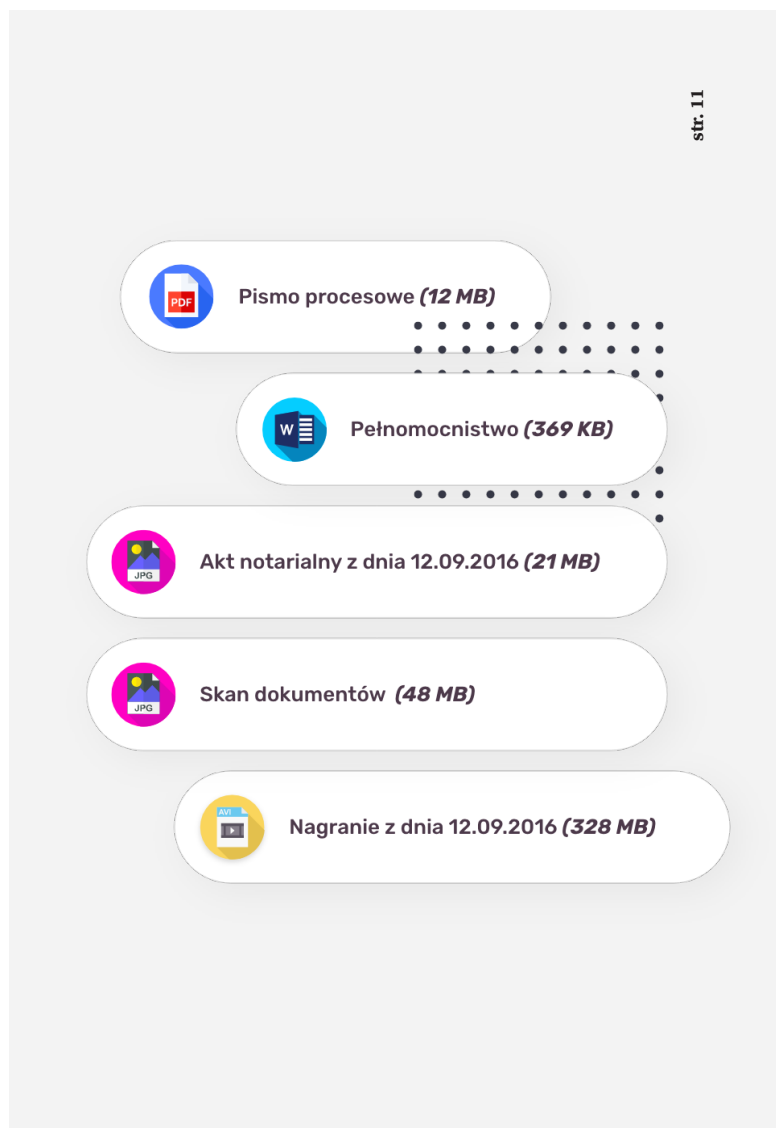 str. 11
PDF
Pismo procesowe (12 MB)
W
Pełnomocnistwo (369 KB)
JPG
Akt notarialny z dnia 12.09.2016 (21 MB)
JPG
Skan dokumentów (48 MB)
AVI
Nagranie z dnia 12.09.2016 (328 MB)